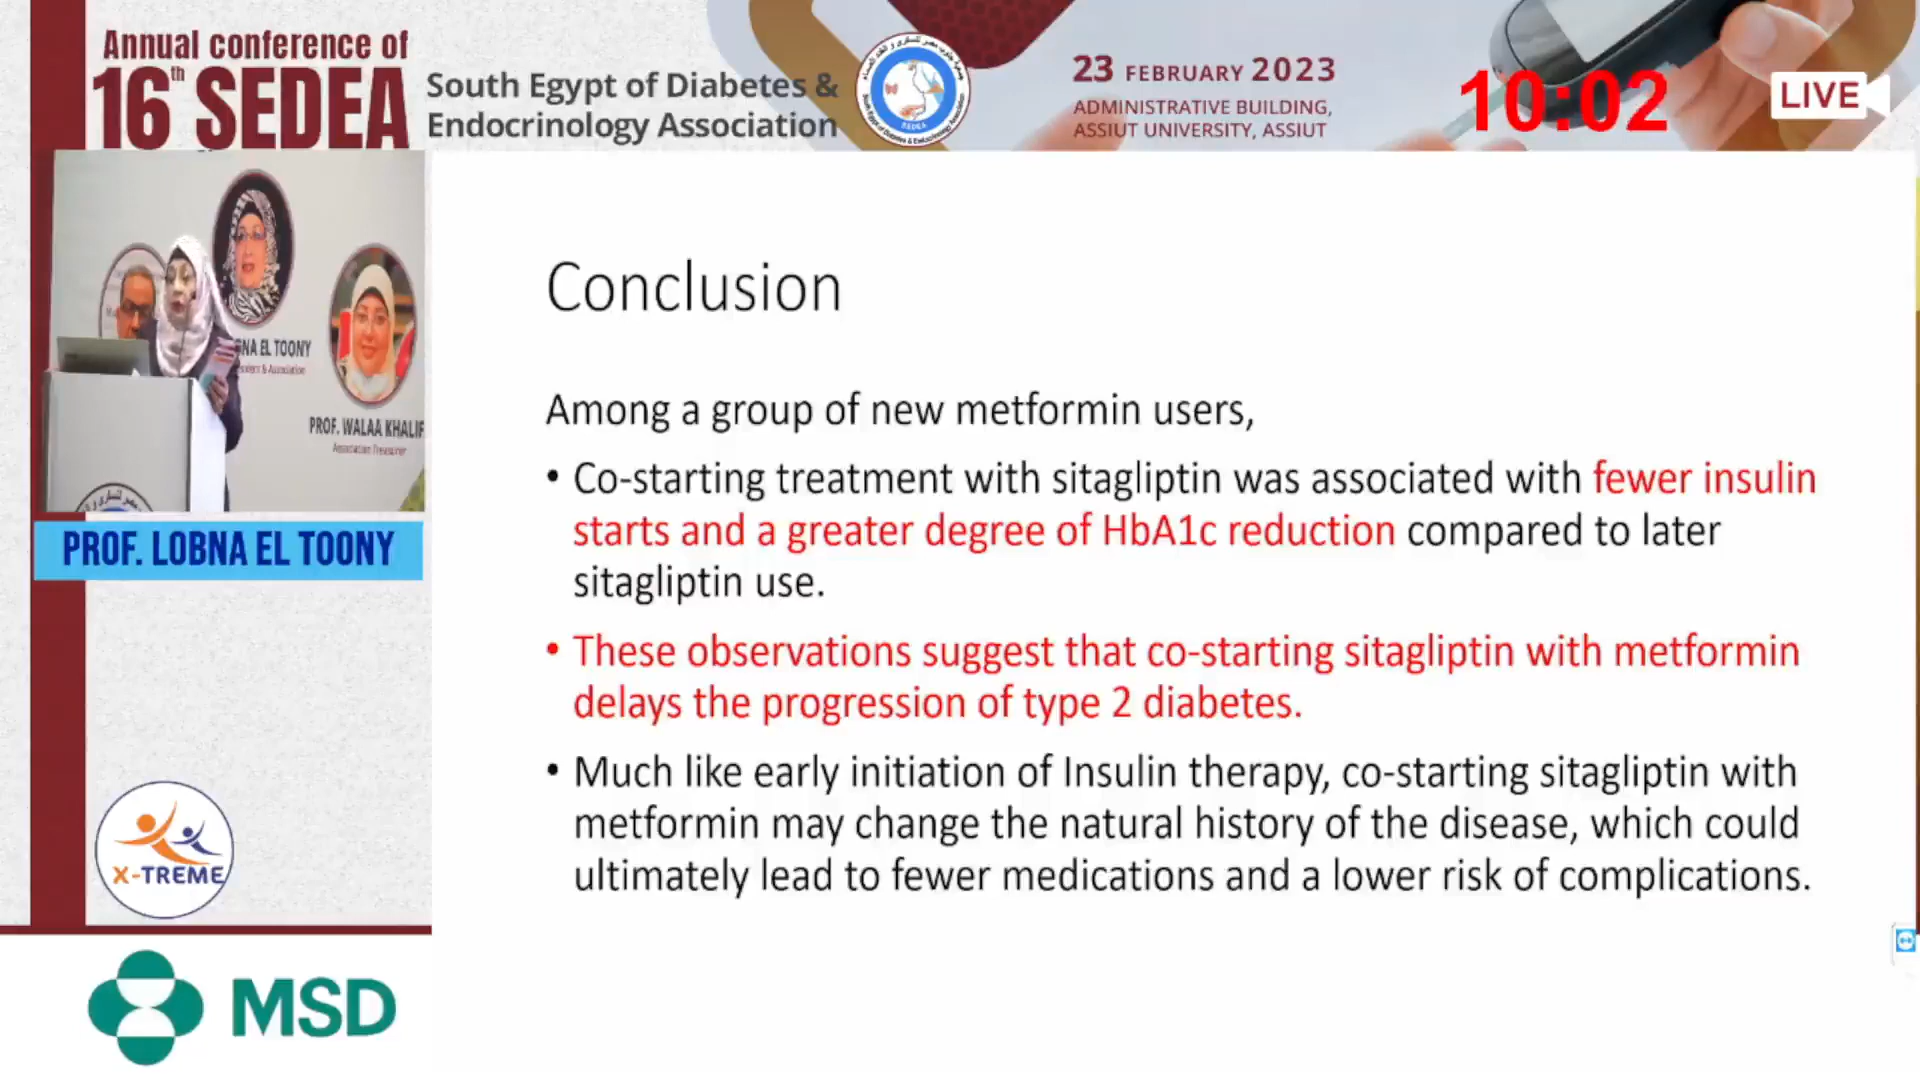 Annual conference of
16th SEDEA
South Egypt of Diabetes &
Endocrinology Association
SEDEA
23 FEBRUARY 2023
ADMINISTRATIVE BUILDING,
ASSIUT UNIVERSITY, ASSIUT
10:02
LIVE
NA EL TOONY
PROF. WALAA KHALIF
Association Treasurer
PROF. LOBNA EL TOONY
X-TREME
MSD
Conclusion
Among a group of new metformin users,
• Co-starting treatment with sitagliptin was associated with fewer insulin
starts and a greater degree of HbA1c reduction compared to later
sitagliptin use.
• These observations suggest that co-starting sitagliptin with metformin
delays the progression of type 2 diabetes.
• Much like early initiation of Insulin therapy, co-starting sitagliptin with
metformin may change the natural history of the disease, which could
ultimately lead to fewer medications and a lower risk of complications.